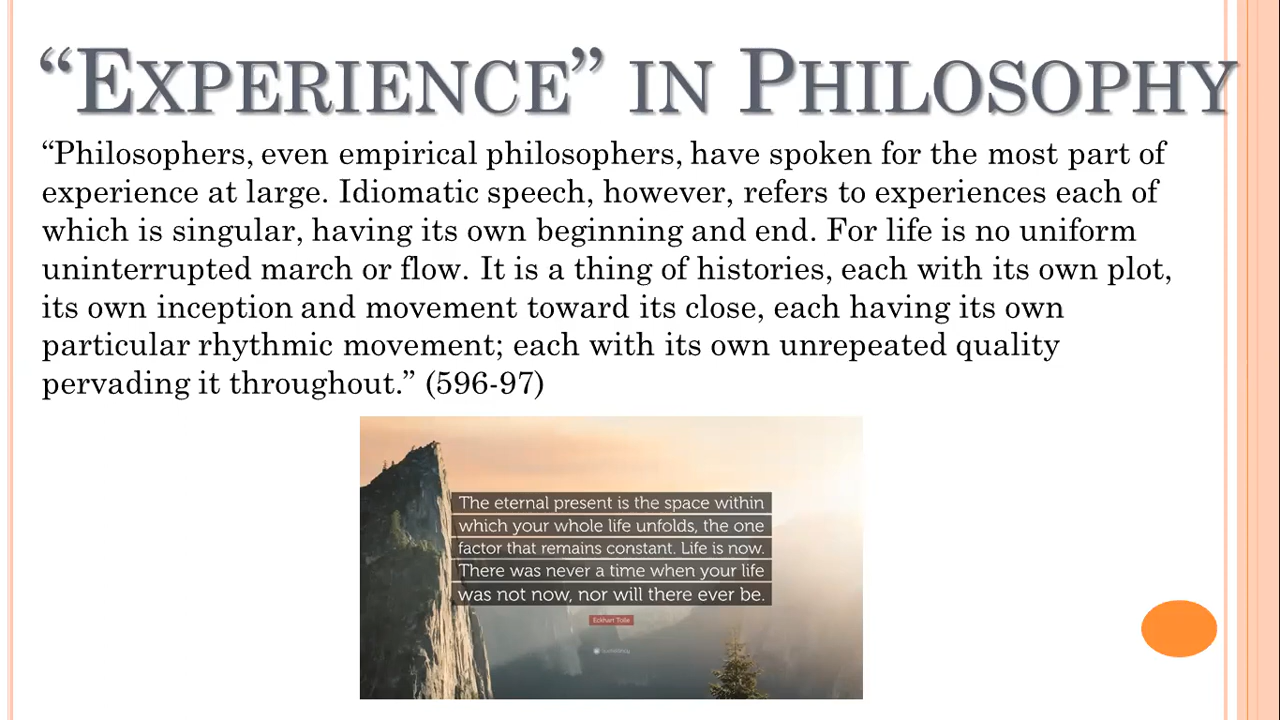 “EXPERIENCE” IN PHILOSOPHY
“Philosophers, even empirical philosophers, have spoken for the most part of
experience at large. Idiomatic speech, however, refers to experiences each of
which is singular, having its own beginning and end. For life is no uniform
uninterrupted march or flow. It is a thing of histories, each with its own plot,
its own inception and movement toward its close, each having its own
particular rhythmic movement; each with its own unrepeated quality
pervading it throughout.” (596-97)
The eternal present is the space within
which your whole life unfolds, the one
factor that remains constant. Life is now.
There was never a time when your life
was not now, nor will there ever be.
Eckhart Tolle